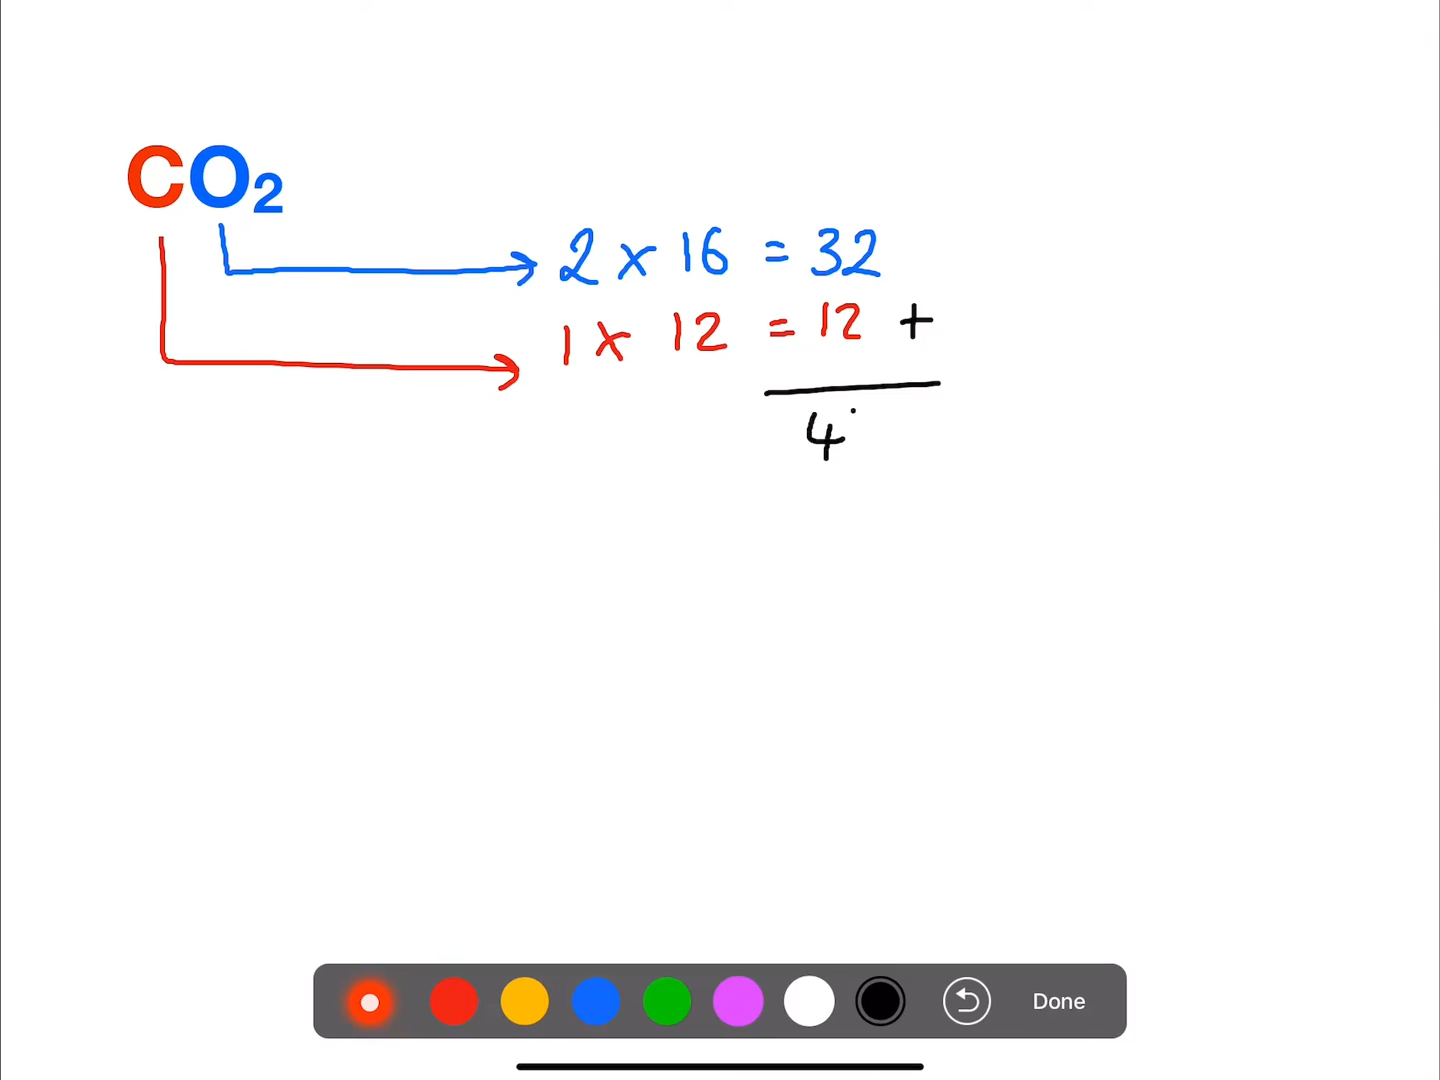 CO₂
2 x 16 = 32
1 x 12 = 12 +
4
Done